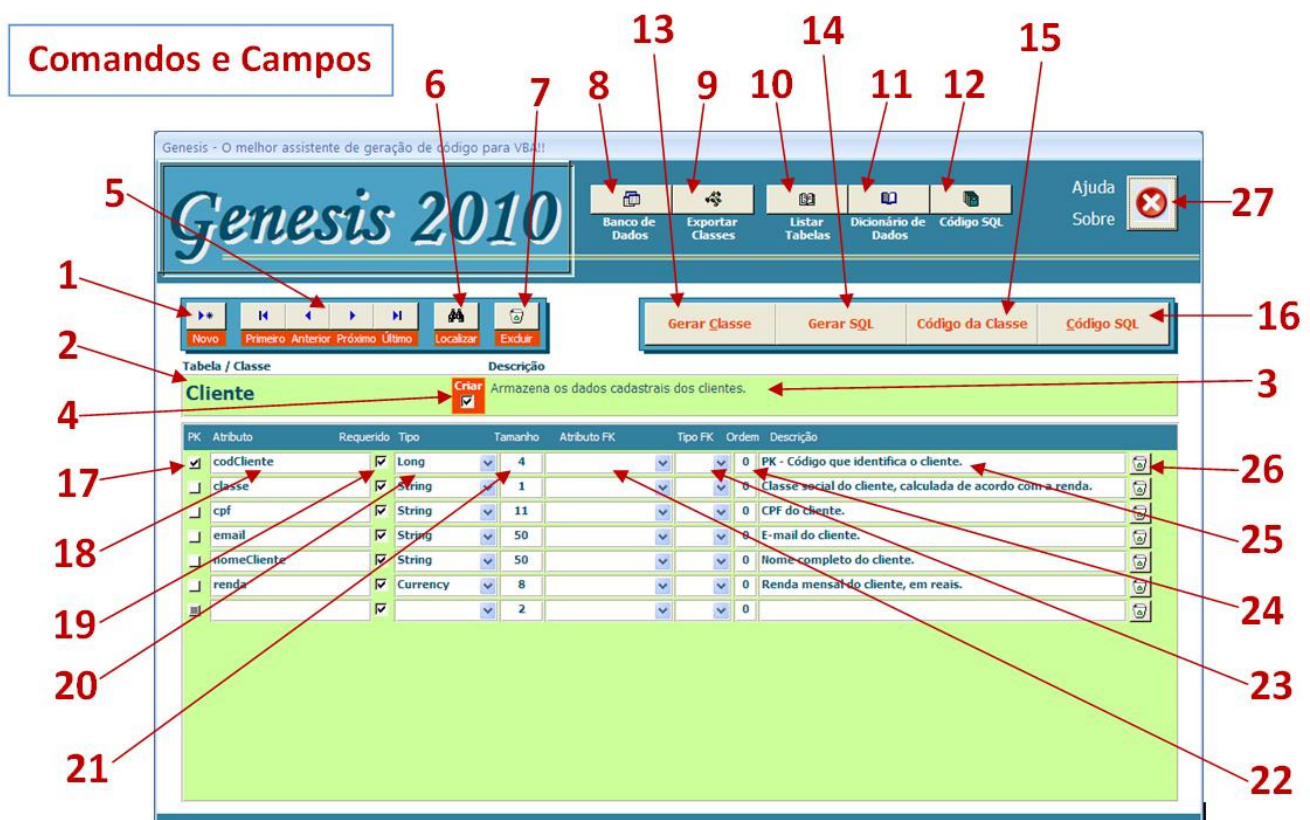 Comandos e Campos
13
14
15
6
7
8
9
10
11
12
Genesis - O melhor assistente de geração de código para VBA!!
5
Genesis 2010
Banco de Dados
Exportar Classes
Listar Tabelas
Dicionário de Dados
Código SQL
Ajuda
Sobre
27
1
Novo
Primeiro Anterior Próximo Último
Localizar
Excluir
Gerar Classe
Gerar SQL
Código da Classe
Código SQL
16
2
Tabela / Classe
Descrição
Cliente
Criar
Armazena os dados cadastrais dos clientes.
3
4
PK Atributo Requerido Tipo Tamanho Atributo FK Tipo FK Ordem Descrição
codCliente Long 4 0 PK - Código que identifica o cliente.
classe String 1 0 Classe social do cliente, calculada de acordo com a renda.
cpf String 11 0 CPF do cliente.
email String 50 0 E-mail do cliente.
nomeCliente String 50 0 Nome completo do cliente.
renda Currency 8 0 Renda mensal do cliente, em reais.
2 0
17
18
19
20
21
26
25
24
23
22